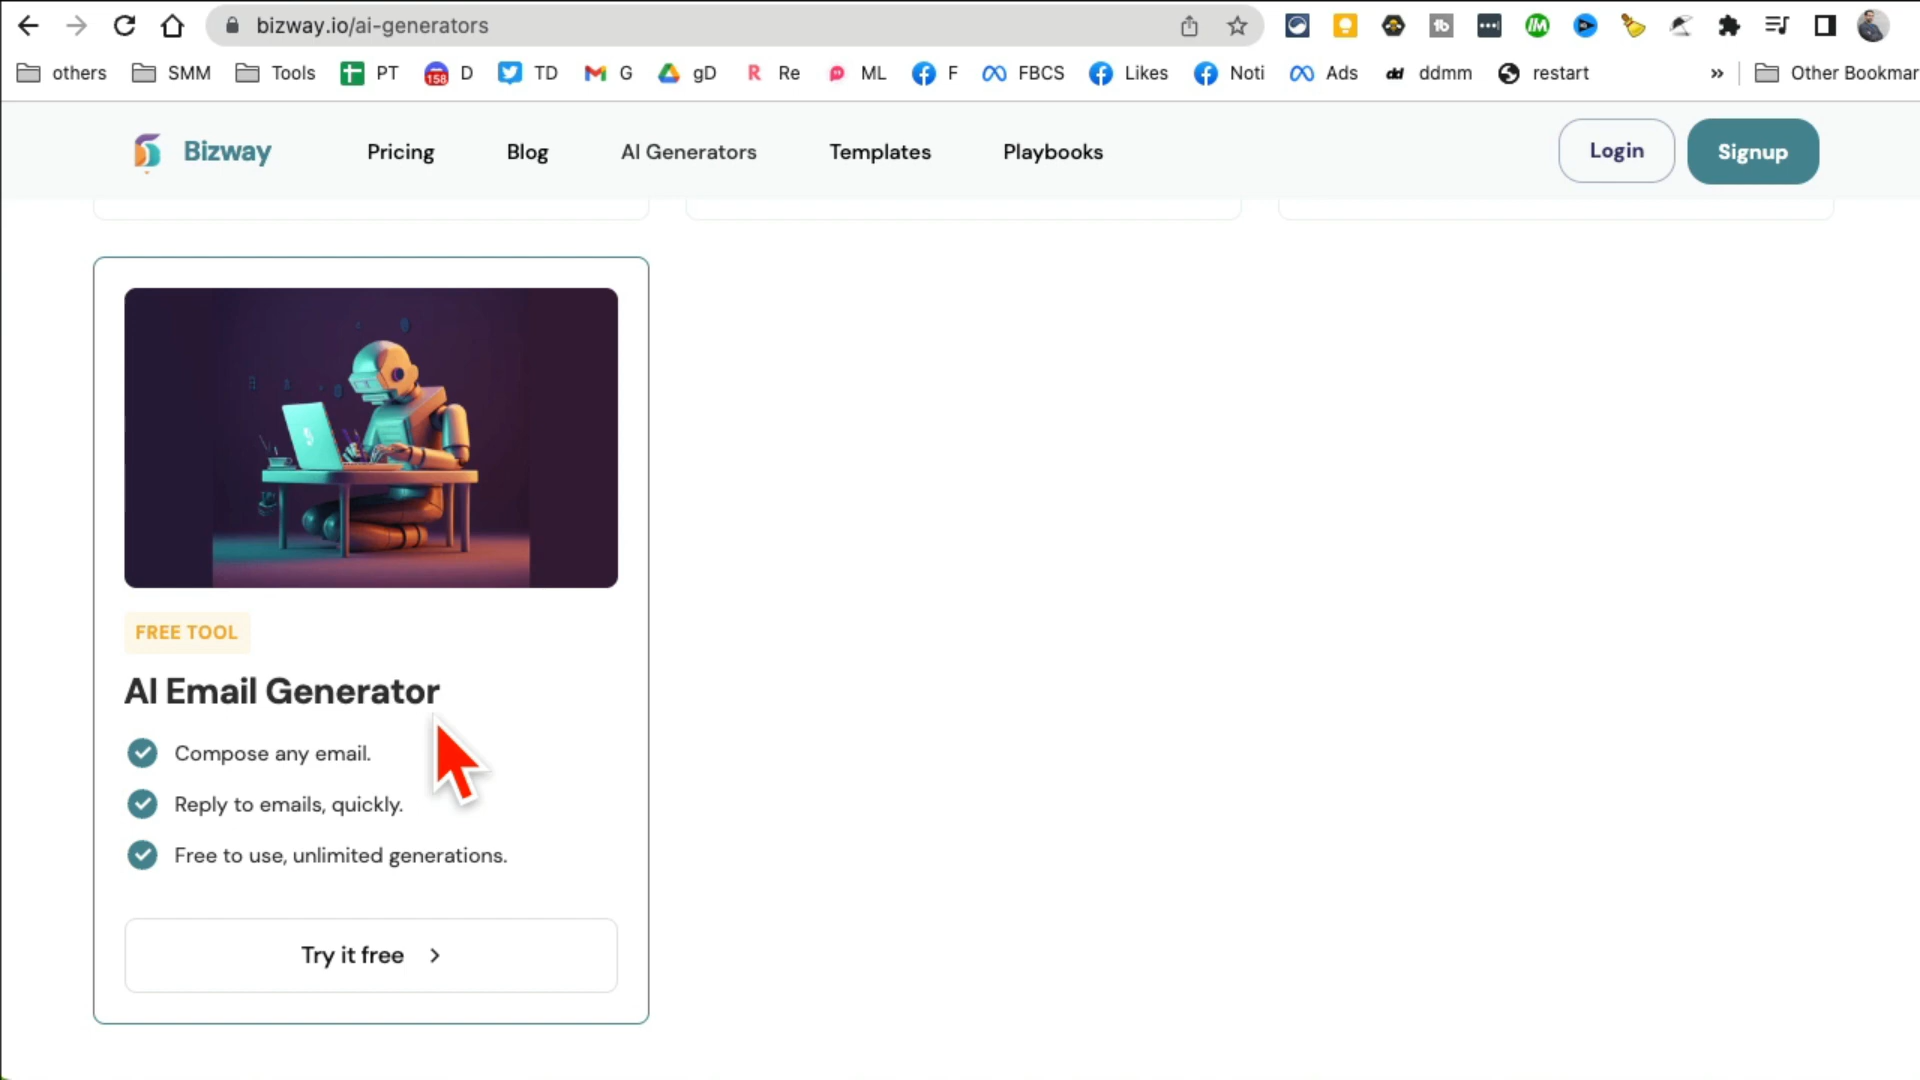 bizway.io/ai-generators
others SMM Tools PT 158 D TD G gD R Re ML F FBCS Likes Noti Ads dd ddmm restart » Other Bookmar
Bizway Pricing Blog AI Generators Templates Playbooks Login Signup
FREE TOOL
AI Email Generator
Compose any email.
Reply to emails, quickly.
Free to use, unlimited generations.
Try it free >